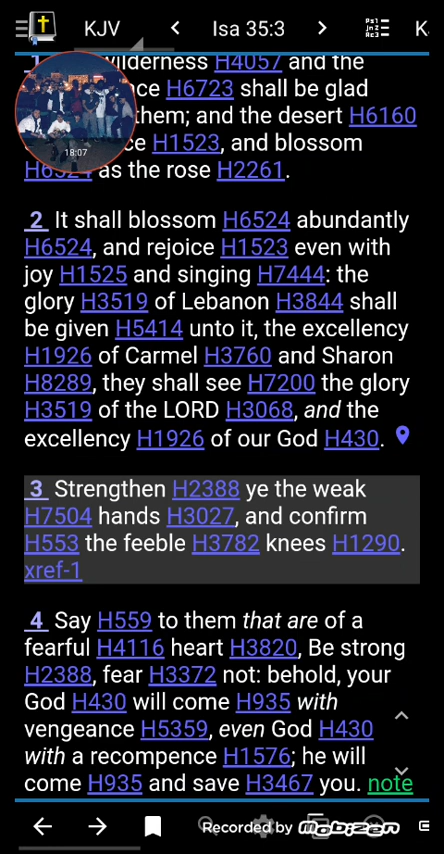 KJV < Isa 35:3 > K
1 wilderness H4057 and the
H6723 shall be glad
them; and the desert H6160
H1523, and blossom
H6524 as the rose H2261.
18:07
2 It shall blossom H6524 abundantly
H6524, and rejoice H1523 even with
joy H1525 and singing H7444: the
glory H3519 of Lebanon H3844 shall
be given H5414 unto it, the excellency
H1926 of Carmel H3760 and Sharon
H8289, they shall see H7200 the glory
H3519 of the LORD H3068, and the
excellency H1926 of our God H430.
3 Strengthen H2388 ye the weak
H7504 hands H3027, and confirm
H553 the feeble H3782 knees H1290.
xref-1
4 Say H559 to them that are of a
fearful H4116 heart H3820, Be strong
H2388, fear H3372 not: behold, your
God H430 will come H935 with
vengeance H5359, even God H430
with a recompence H1576; he will
come H935 and save H3467 you. note
Recorded by mobizen